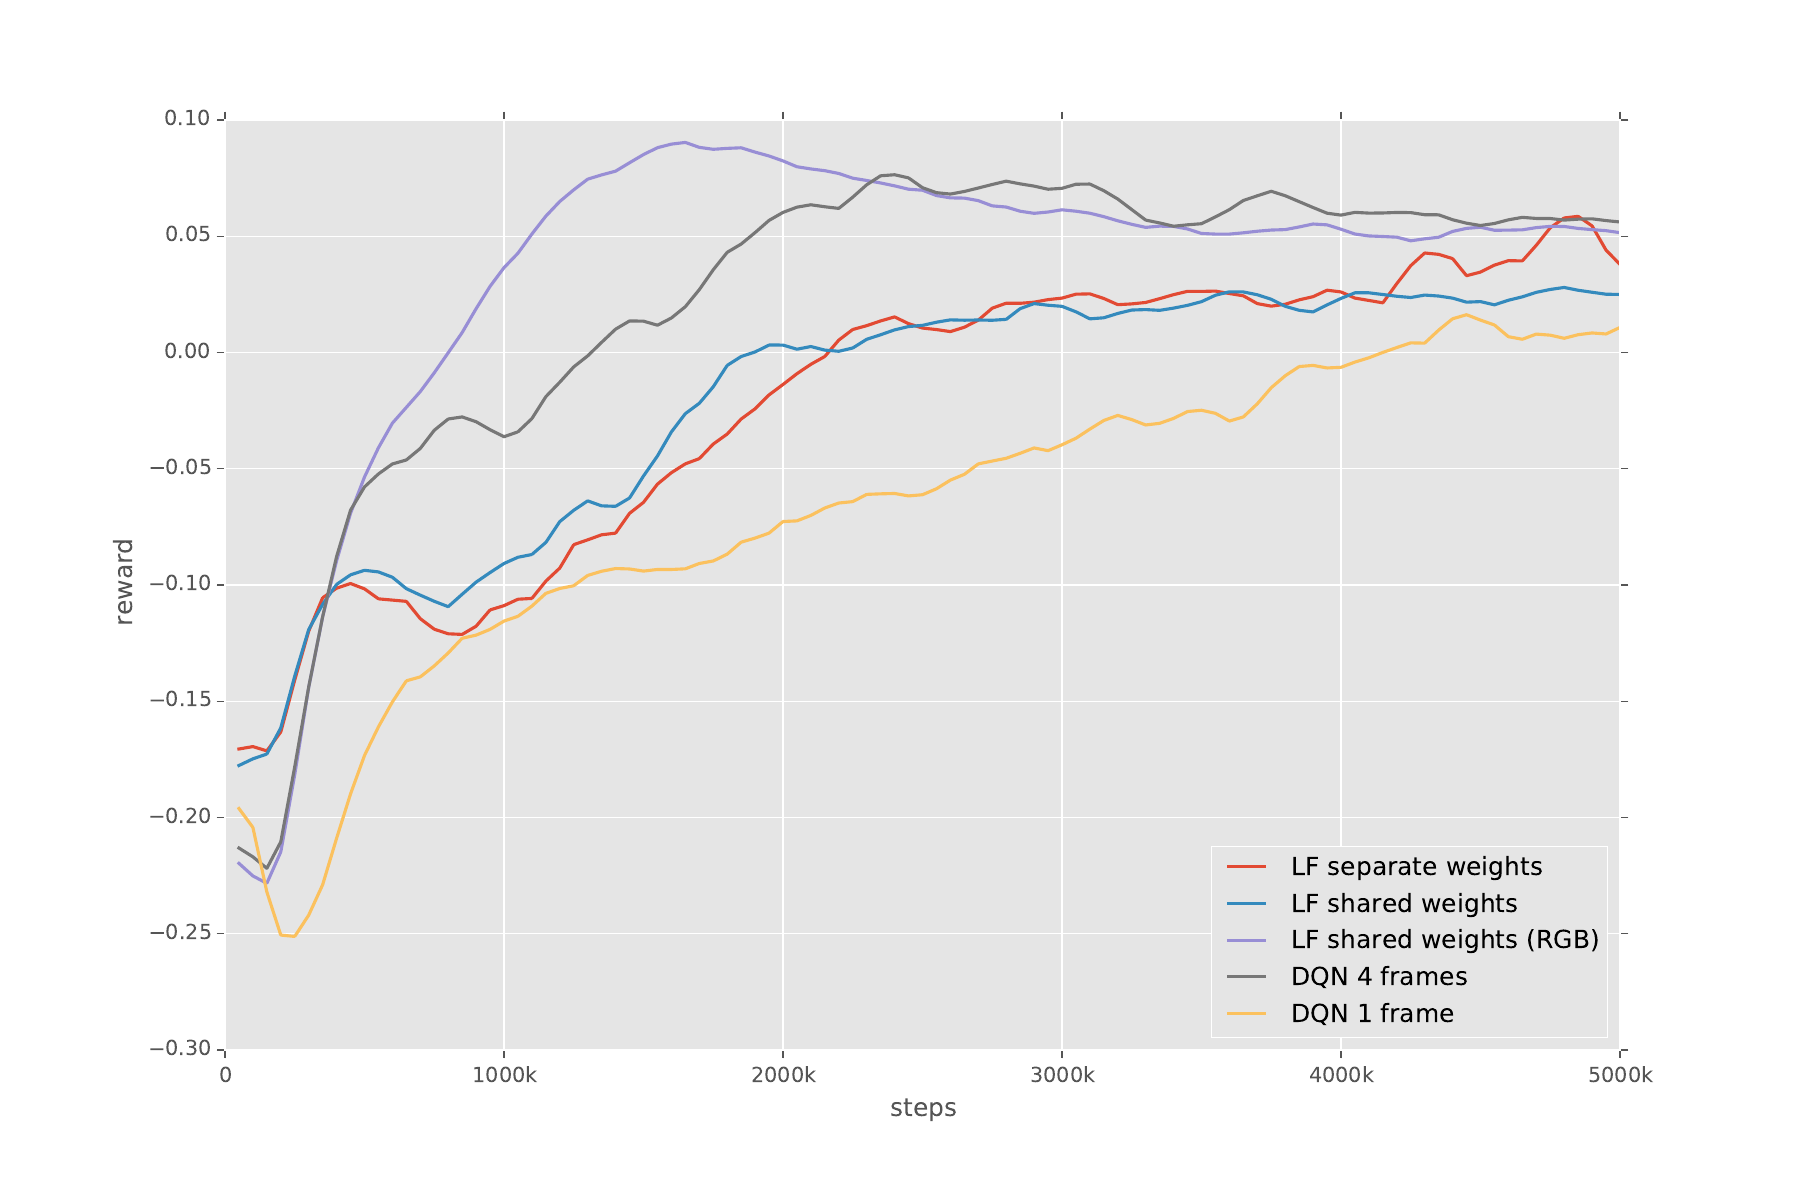 0.10
0.05
0.00
−0.05
−0.10
−0.15
−0.20
−0.25
−0.30
reward
0 1000k 2000k 3000k 4000k 5000k
steps
LF separate weights
LF shared weights
LF shared weights (RGB)
DQN 4 frames
DQN 1 frame